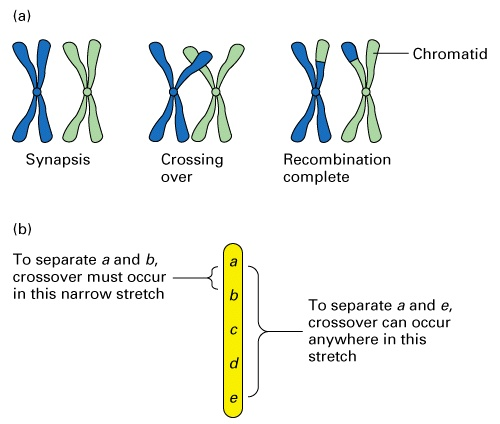 (a)
Chromatid
Synapsis
Crossing
over
Recombination
complete
(b)
To separate a and b,
crossover must occur
in this narrow stretch
a
b
c
d
e
To separate a and e,
crossover can occur
anywhere in this
stretch